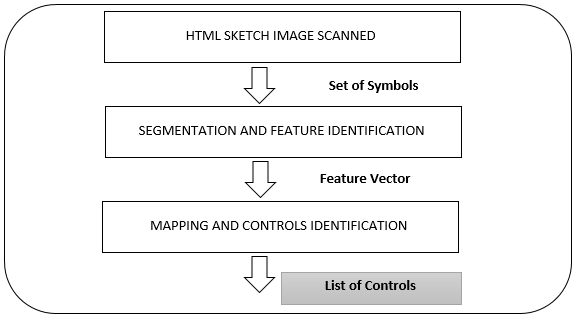 HTML SKETCH IMAGE SCANNED
Set of Symbols
SEGMENTATION AND FEATURE IDENTIFICATION
Feature Vector
MAPPING AND CONTROLS IDENTIFICATION
List of Controls